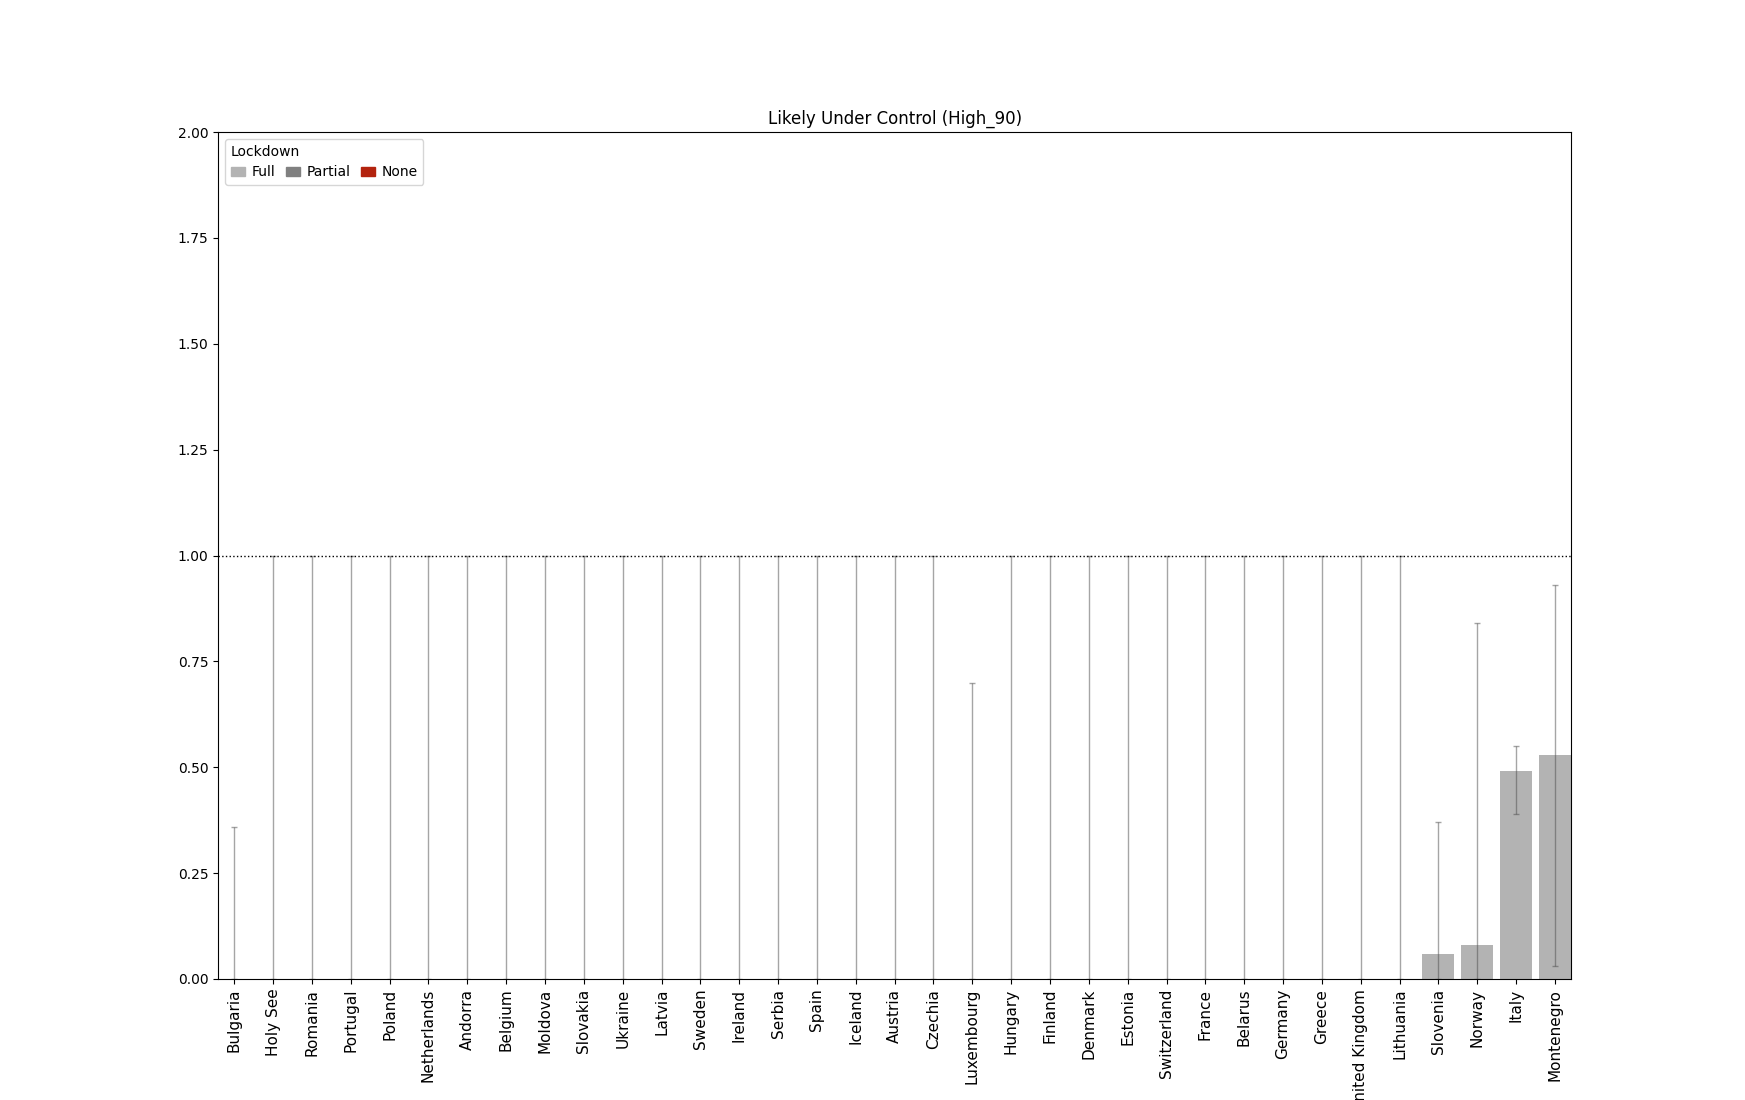 Likely Under Control (High_90)
Lockdown
Full Partial None
2.00
1.75
1.50
1.25
1.00
0.75
0.50
0.25
0.00
Bulgaria
Holy See
Romania
Portugal
Poland
Netherlands
Andorra
Belgium
Moldova
Slovakia
Ukraine
Latvia
Sweden
Ireland
Serbia
Spain
Iceland
Austria
Czechia
Luxembourg
Hungary
Finland
Denmark
Estonia
Switzerland
France
Belarus
Germany
Greece
nited Kingdom
Lithuania
Slovenia
Norway
Italy
Montenegro